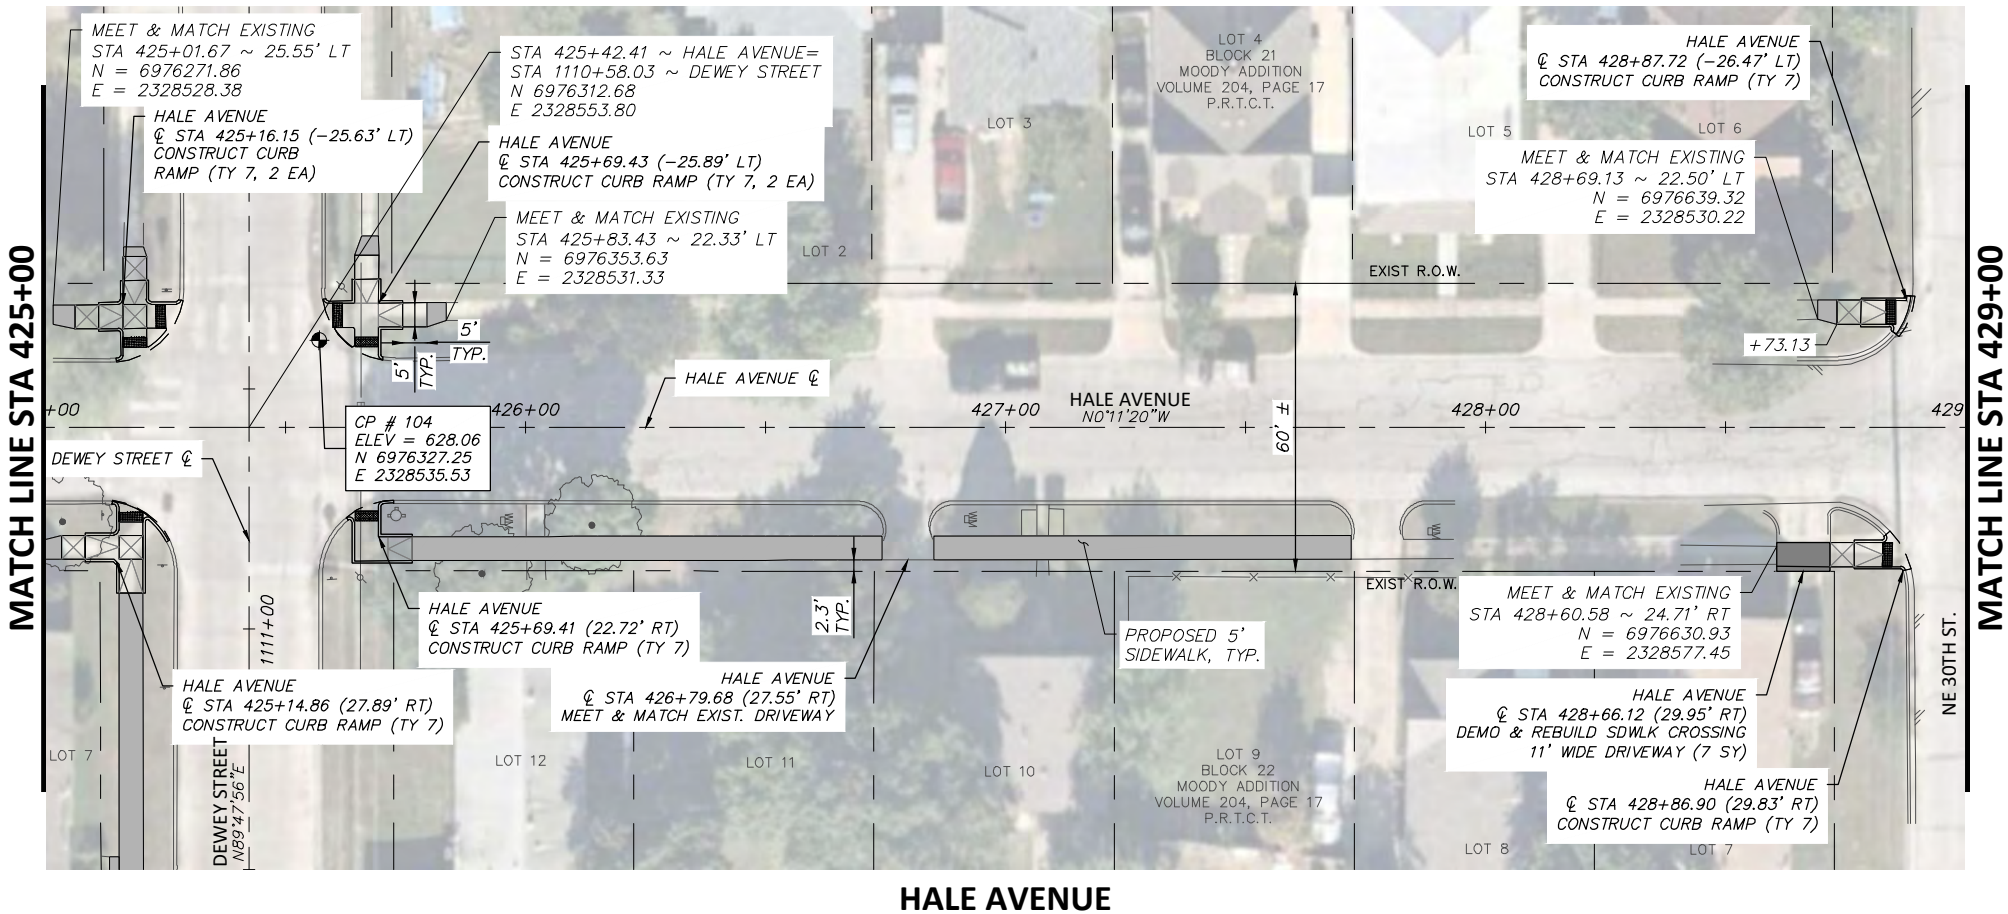 MEET & MATCH EXISTING
STA 425+01.67 ~ 25.55' LT
N = 6976271.86
E = 2328528.38
HALE AVENUE
℄ STA 425+16.15 (-25.63' LT)
CONSTRUCT CURB
RAMP (TY 7, 2 EA)
STA 425+42.41 ~ HALE AVENUE=
STA 1110+58.03 ~ DEWEY STREET
N 6976312.68
E 2328553.80
HALE AVENUE
℄ STA 425+69.43 (-25.89' LT)
CONSTRUCT CURB RAMP (TY 7, 2 EA)
MEET & MATCH EXISTING
STA 425+83.43 ~ 22.33' LT
N = 6976353.63
E = 2328531.33
LOT 2
LOT 3
LOT 4
BLOCK 21
MOODY ADDITION
VOLUME 204, PAGE 17
P.R.T.C.T.
LOT 5
LOT 6
HALE AVENUE
℄ STA 428+87.72 (-26.47' LT)
CONSTRUCT CURB RAMP (TY 7)
MEET & MATCH EXISTING
STA 428+69.13 ~ 22.50' LT
N = 6976639.32
E = 2328530.22
EXIST R.O.W.
+73.13
MATCH LINE STA 425+00
MATCH LINE STA 429+00
5'
TYP.
5'
TYP.
HALE AVENUE ℄
+00
426+00
427+00
HALE AVENUE
N0°11'20"W
428+00
429
60' ±
CP # 104
ELEV = 628.06
N 6976327.25
E 2328535.53
DEWEY STREET ℄
WM
WM
WM
2.3'
TYP.
EXIST R.O.W.
PROPOSED 5'
SIDEWALK, TYP.
HALE AVENUE
℄ STA 425+69.41 (22.72' RT)
CONSTRUCT CURB RAMP (TY 7)
HALE AVENUE
℄ STA 426+79.68 (27.55' RT)
MEET & MATCH EXIST. DRIVEWAY
HALE AVENUE
℄ STA 425+14.86 (27.89' RT)
CONSTRUCT CURB RAMP (TY 7)
1111+00
DEWEY STREET
N89°47'56"E
MEET & MATCH EXISTING
STA 428+60.58 ~ 24.71' RT
N = 6976630.93
E = 2328577.45
HALE AVENUE
℄ STA 428+66.12 (29.95' RT)
DEMO & REBUILD SDWLK CROSSING
11' WIDE DRIVEWAY (7 SY)
HALE AVENUE
℄ STA 428+86.90 (29.83' RT)
CONSTRUCT CURB RAMP (TY 7)
NE 30TH ST.
LOT 7
LOT 12
LOT 11
LOT 10
LOT 9
BLOCK 22
MOODY ADDITION
VOLUME 204, PAGE 17
P.R.T.C.T.
LOT 8
LOT 7
HALE AVENUE